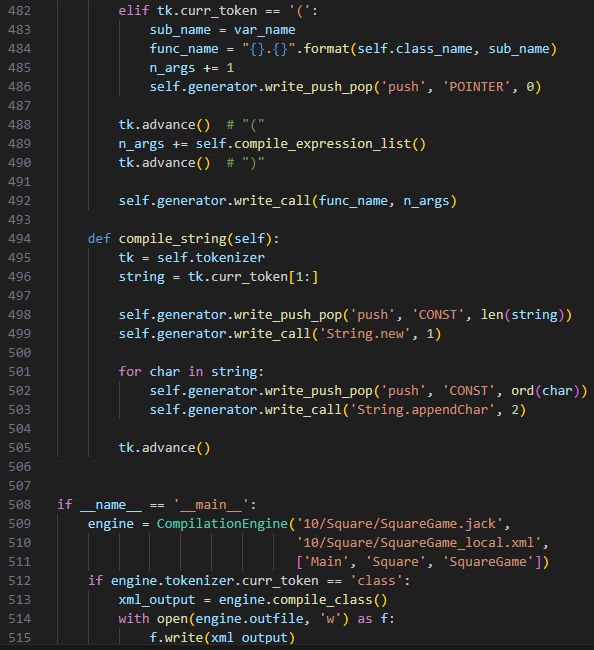 482 elif tk.curr_token == '(':
483 sub_name = var_name
484 func_name = "{}.{}".format(self.class_name, sub_name)
485 n_args += 1
486 self.generator.write_push_pop('push', 'POINTER', 0)
487
488 tk.advance()  # "("
489 n_args += self.compile_expression_list()
490 tk.advance()  # ")"
491
492 self.generator.write_call(func_name, n_args)
493
494 def compile_string(self):
495 tk = self.tokenizer
496 string = tk.curr_token[1:]
497
498 self.generator.write_push_pop('push', 'CONST', len(string))
499 self.generator.write_call('String.new', 1)
500
501 for char in string:
502 self.generator.write_push_pop('push', 'CONST', ord(char))
503 self.generator.write_call('String.appendChar', 2)
504
505 tk.advance()
506
507
508 if __name__ == '__main__':
509 engine = CompilationEngine('10/Square/SquareGame.jack',
510 '10/Square/SquareGame_local.xml',
511 ['Main', 'Square', 'SquareGame'])
512 if engine.tokenizer.curr_token == 'class':
513 xml_output = engine.compile_class()
514 with open(engine.outfile, 'w') as f:
515 f.write(xml_output)